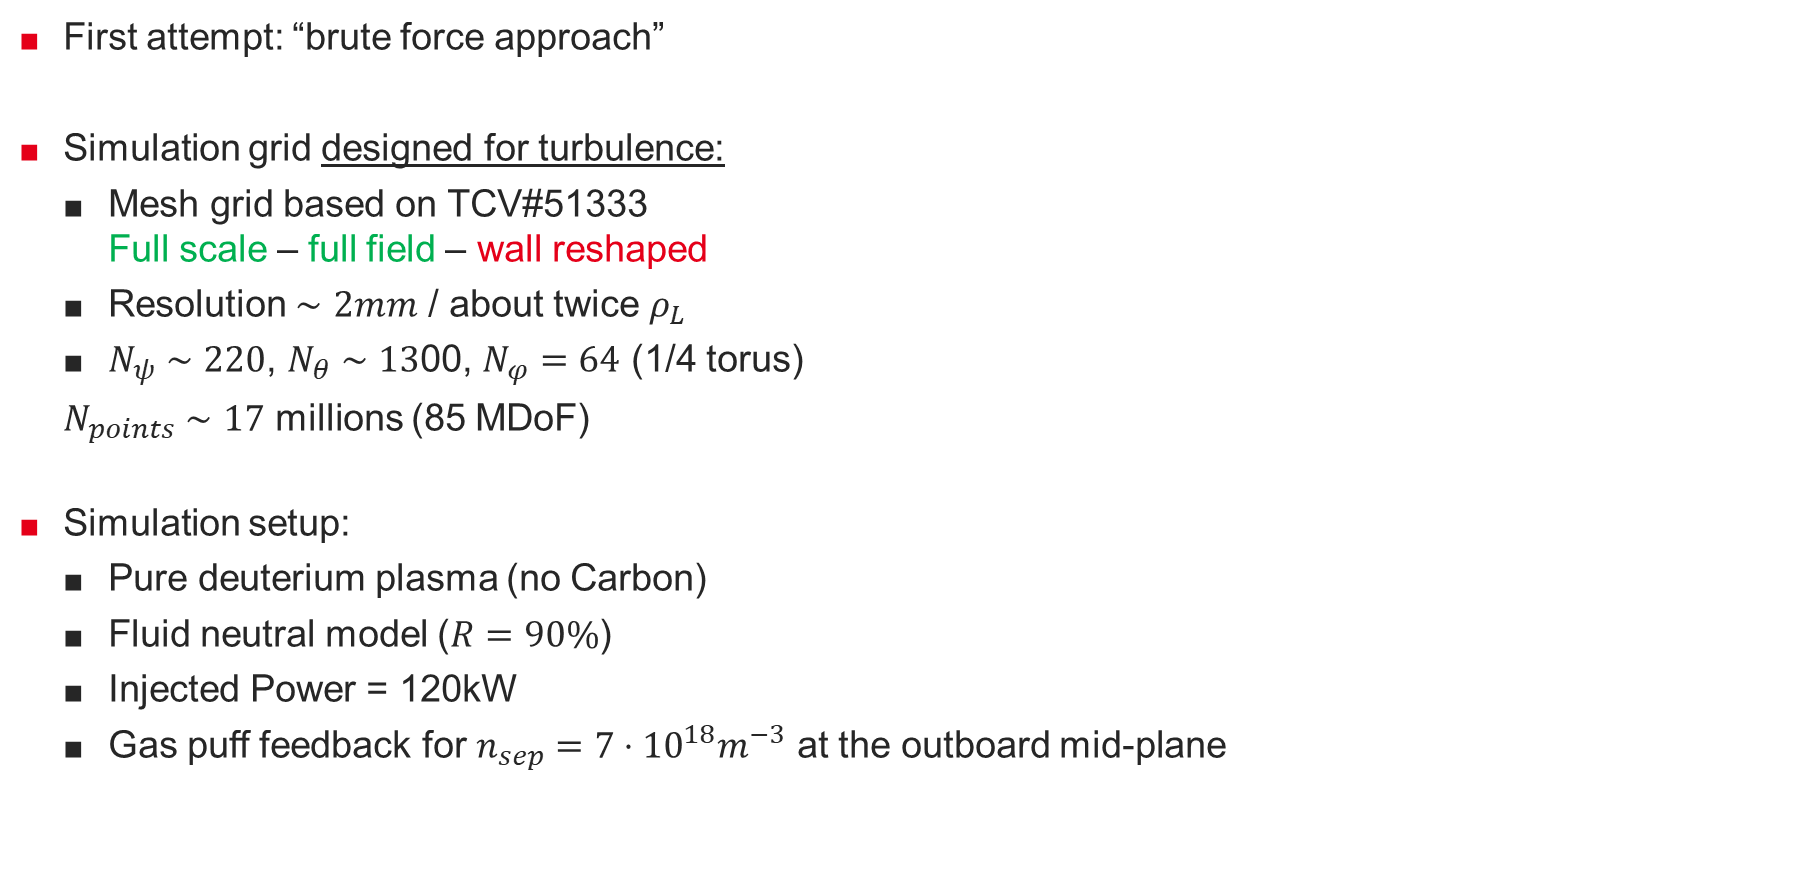 First attempt: “brute force approach”
Simulation grid designed for turbulence:
Mesh grid based on TCV#51333
Full scale – full field – wall reshaped
Resolution ~ 2mm / about twice ρ_L
N_ψ ~ 220, N_θ ~ 1300, N_φ = 64 (1/4 torus)
N_points ~ 17 millions (85 MDoF)
Simulation setup:
Pure deuterium plasma (no Carbon)
Fluid neutral model (R = 90%)
Injected Power = 120kW
Gas puff feedback for n_sep = 7 · 10^18 m^−3 at the outboard mid-plane